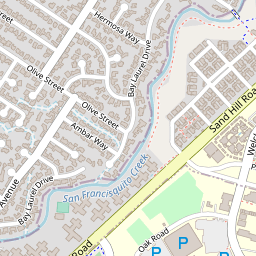 Hermosa Way
Bay Laurel Drive
Olive Street
Sand Hill Roa
Olive Street
Ambar Way
Welc
San Francisquito Creek
Avenue
Bay Laurel Drive
Road
Oak Road
P
P
P